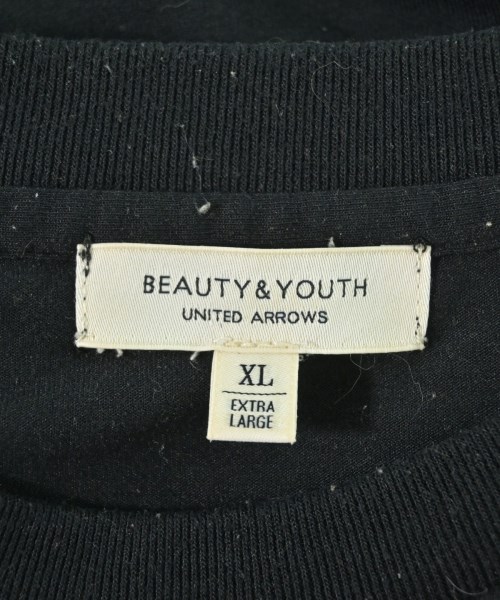 BEAUTY&YOUTH
UNITED ARROWS
XL
EXTRA
LARGE